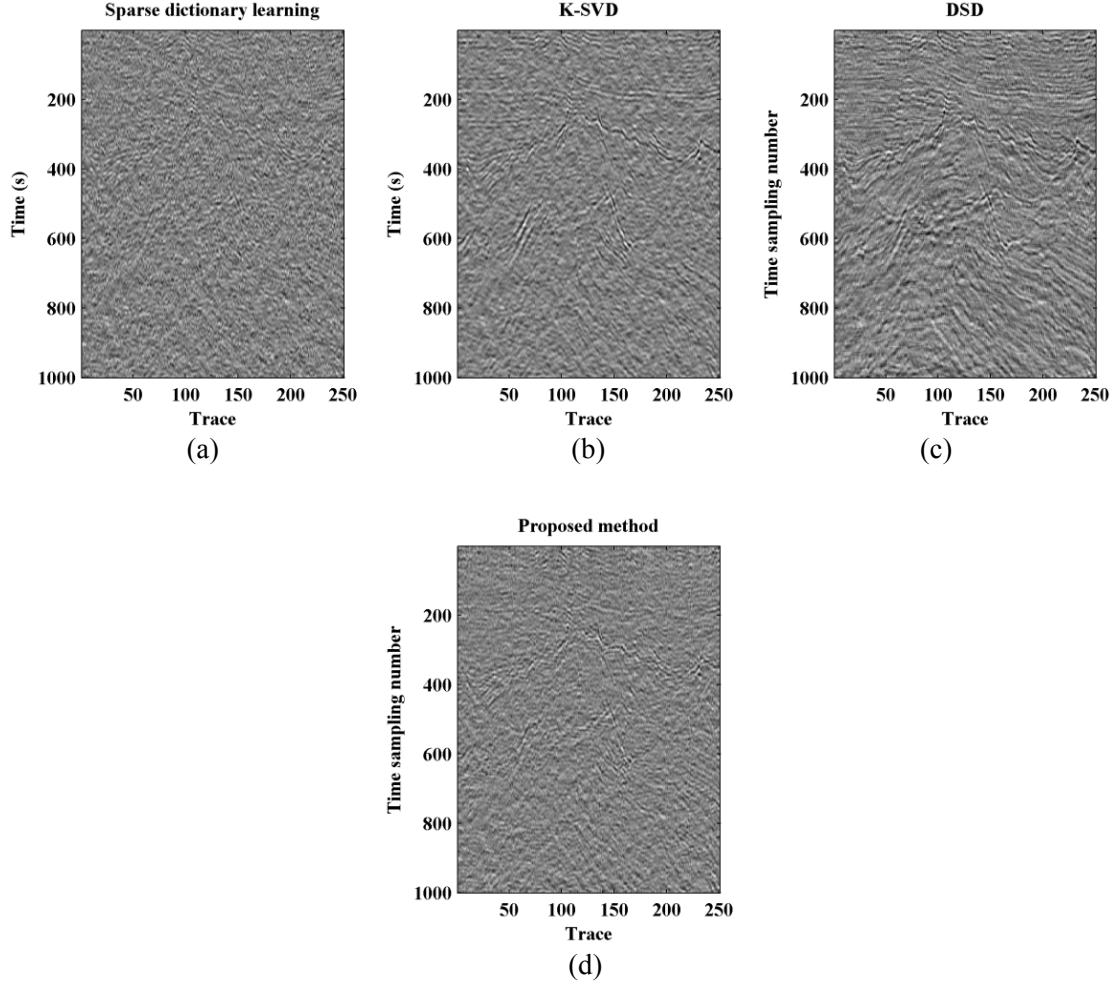 Sparse dictionary learning
200
400
600
800
1000
Time (s)
50 100 150 200 250
Trace
(a)
K-SVD
200
400
600
800
1000
Time (s)
50 100 150 200 250
Trace
(b)
DSD
200
400
600
800
1000
Time sampling number
50 100 150 200 250
Trace
(c)
Proposed method
200
400
600
800
1000
Time sampling number
50 100 150 200 250
Trace
(d)